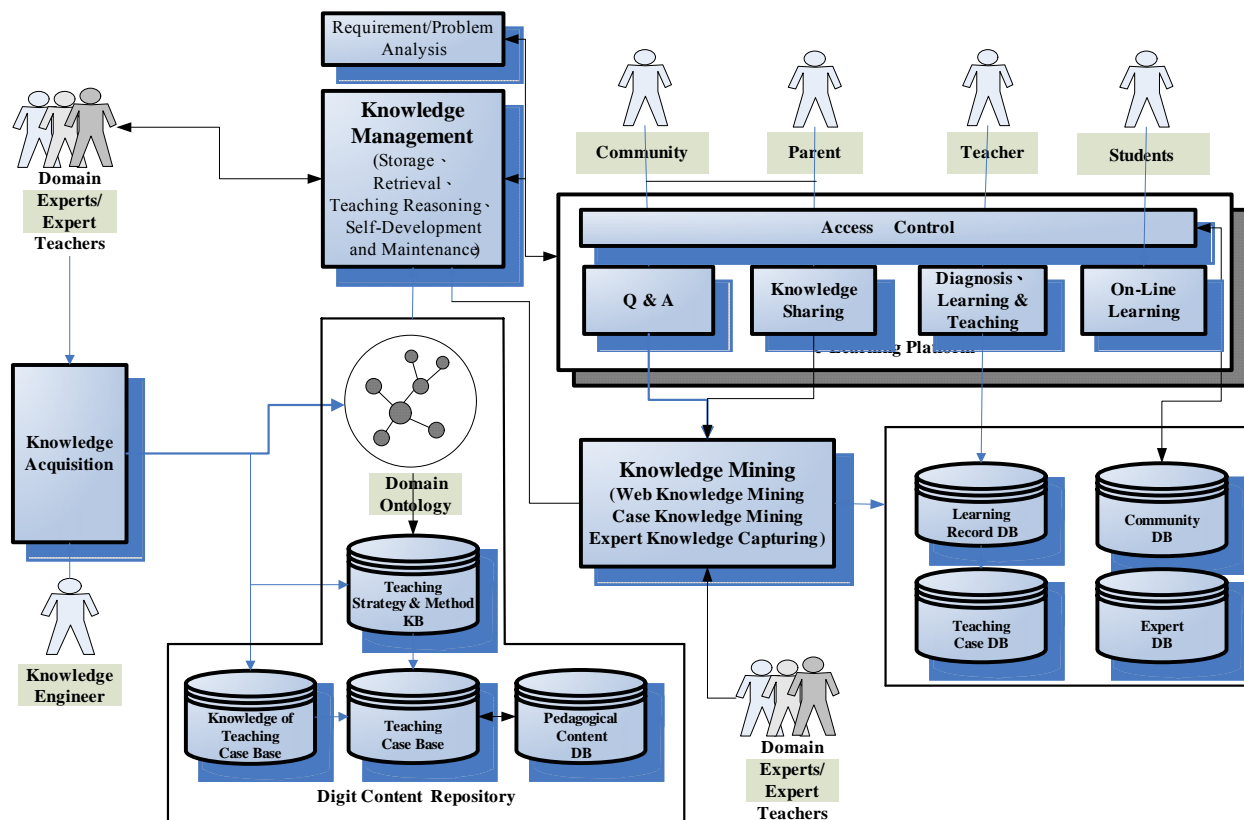 Requirement/Problem
Analysis
Knowledge
Management
(Storage、
Retrieval、
Teaching Reasoning、
Self-Development
and Maintenance)
Domain
Experts/
Expert
Teachers
Community
Parent
Teacher
Students
Access Control
Q & A
Knowledge
Sharing
Diagnosis、
Learning &
Teaching
On-Line
Learning
Learning Platform
Knowledge
Acquisition
Knowledge
Engineer
Domain
Ontology
Teaching
Strategy & Method
KB
Knowledge of
Teaching
Case Base
Teaching
Case Base
Pedagogical
Content
DB
Digit Content Repository
Knowledge Mining
(Web Knowledge Mining
Case Knowledge Mining
Expert Knowledge Capturing)
Domain
Experts/
Expert
Teachers
Learning
Record DB
Community
DB
Teaching
Case DB
Expert
DB